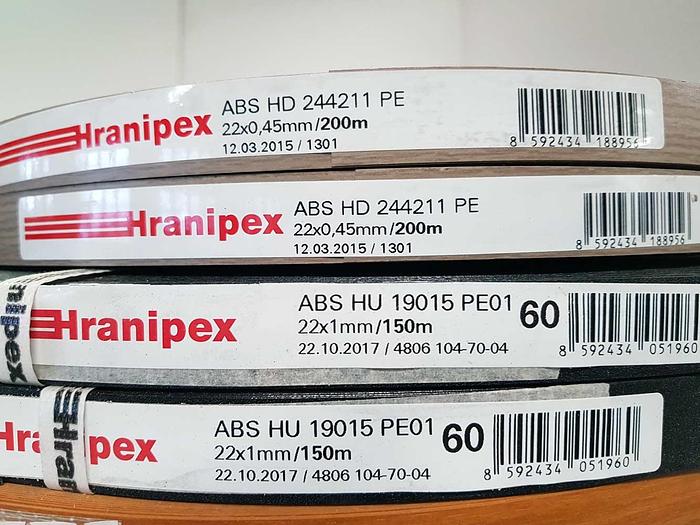 Hranipex
ABS HD 244211 PE
22x0,45mm/200m
12.03.2015 / 1301
8 592434 188956
Hranipex
ABS HD 244211 PE
22x0,45mm/200m
12.03.2015 / 1301
8 592434 188956
Hranipex
ABS HU 19015 PE01 60
22x1mm/150m
22.10.2017 / 4806 104-70-04
8 592434 051960
Hra pex
ABS HU 19015 PE01 60
22x1mm/150m
22.10.2017 / 4806 104-70-04
8 592434 051960
Hran